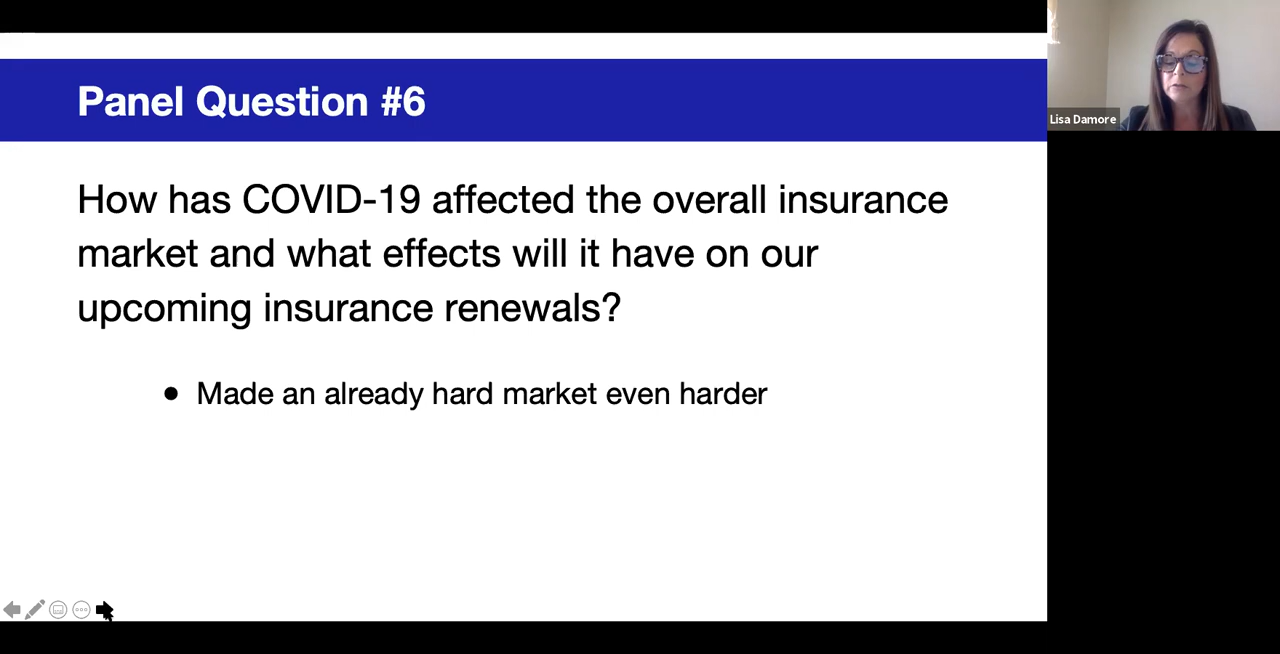 Panel Question #6
Lisa Damore
How has COVID-19 affected the overall insurance
market and what effects will it have on our
upcoming insurance renewals?
● Made an already hard market even harder